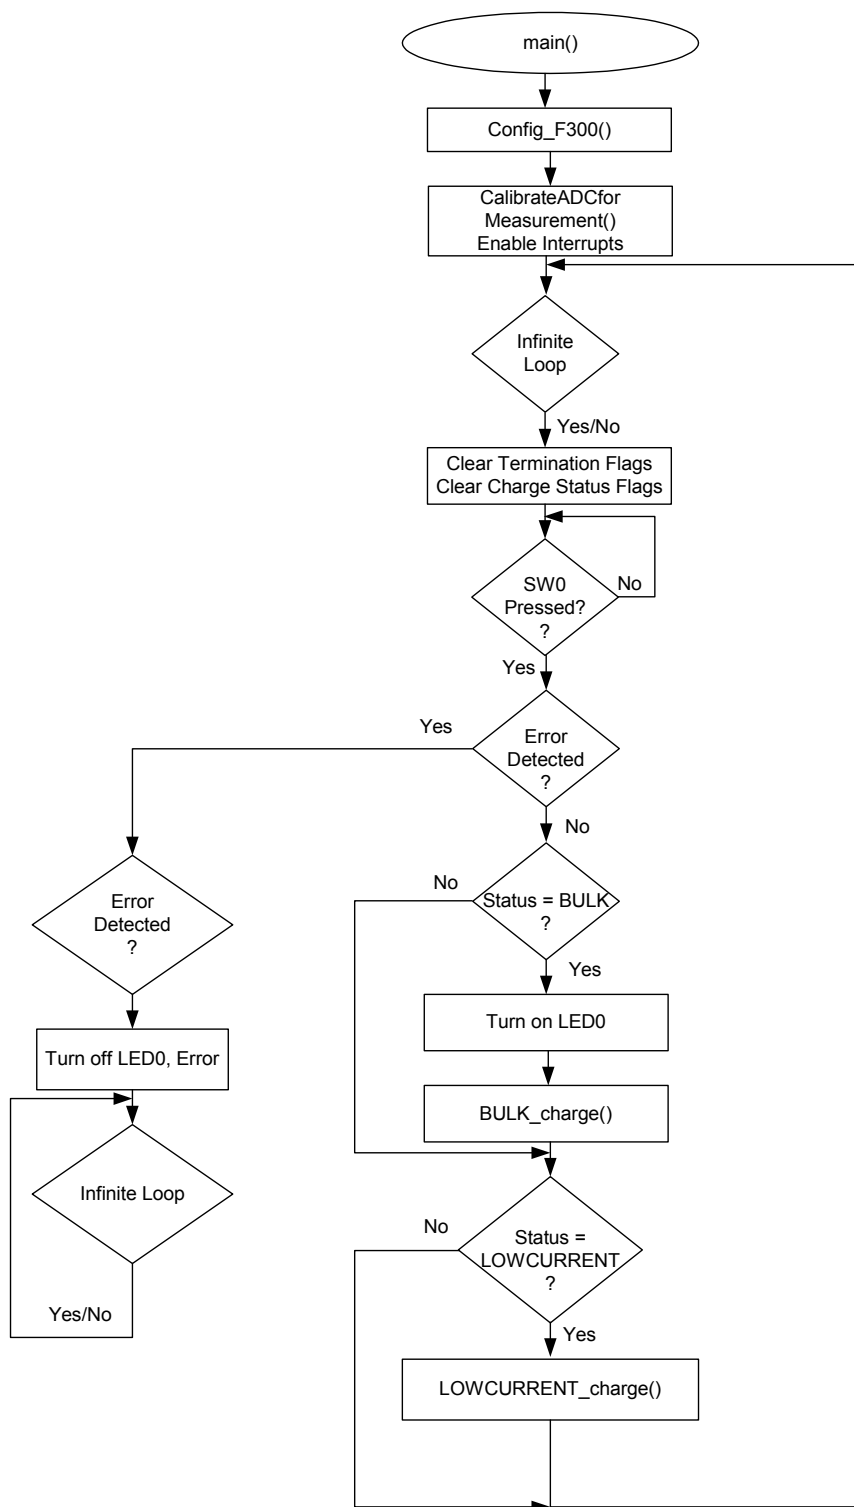 main()
Config_F300()
CalibrateADCfor
Measurement()
Enable Interrupts
Infinite
Loop
Yes/No
Clear Termination Flags
Clear Charge Status Flags
SW0
Pressed?
?
No
Yes
Error
Detected
?
Yes
No
Status = BULK
?
No
Yes
Error
Detected
?
Turn on LED0
Turn off LED0, Error
BULK_charge()
Infinite Loop
Yes/No
Status =
LOWCURRENT
?
No
Yes
LOWCURRENT_charge()